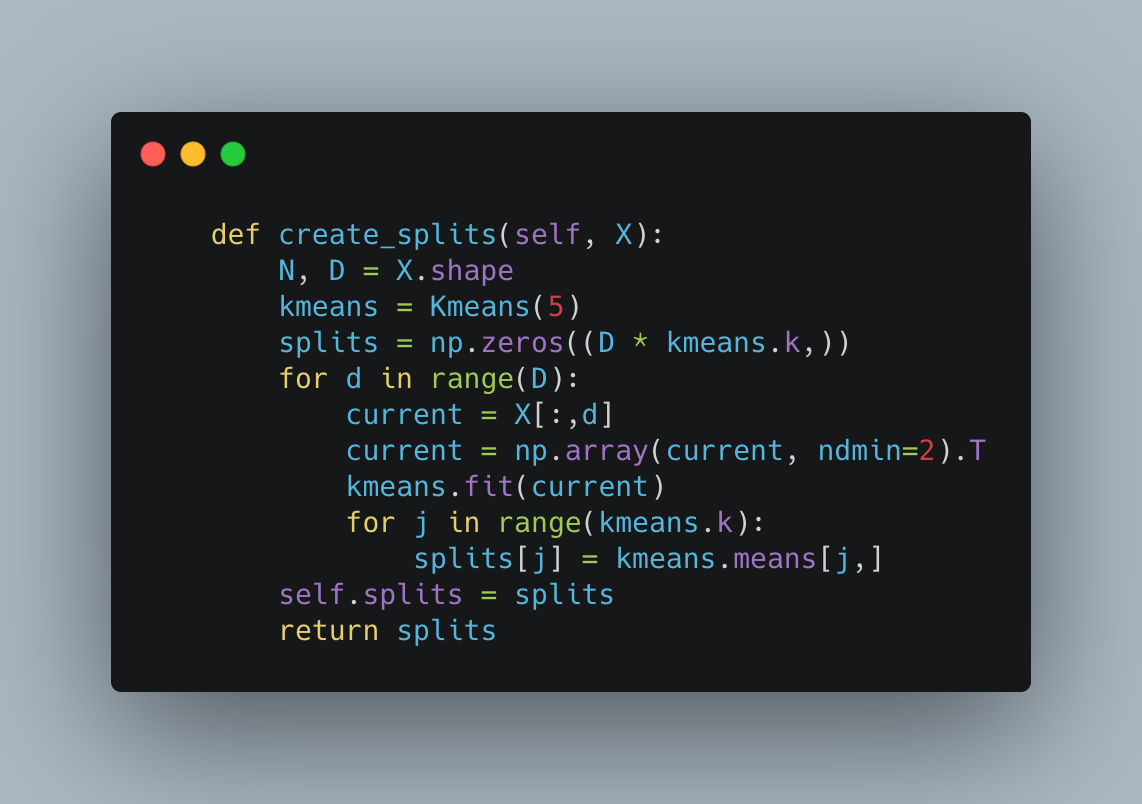 def create_splits(self, X):
    N, D = X.shape
    kmeans = Kmeans(5)
    splits = np.zeros((D * kmeans.k,))
    for d in range(D):
        current = X[:,d]
        current = np.array(current, ndmin=2).T
        kmeans.fit(current)
        for j in range(kmeans.k):
            splits[j] = kmeans.means[j,]
    self.splits = splits
    return splits